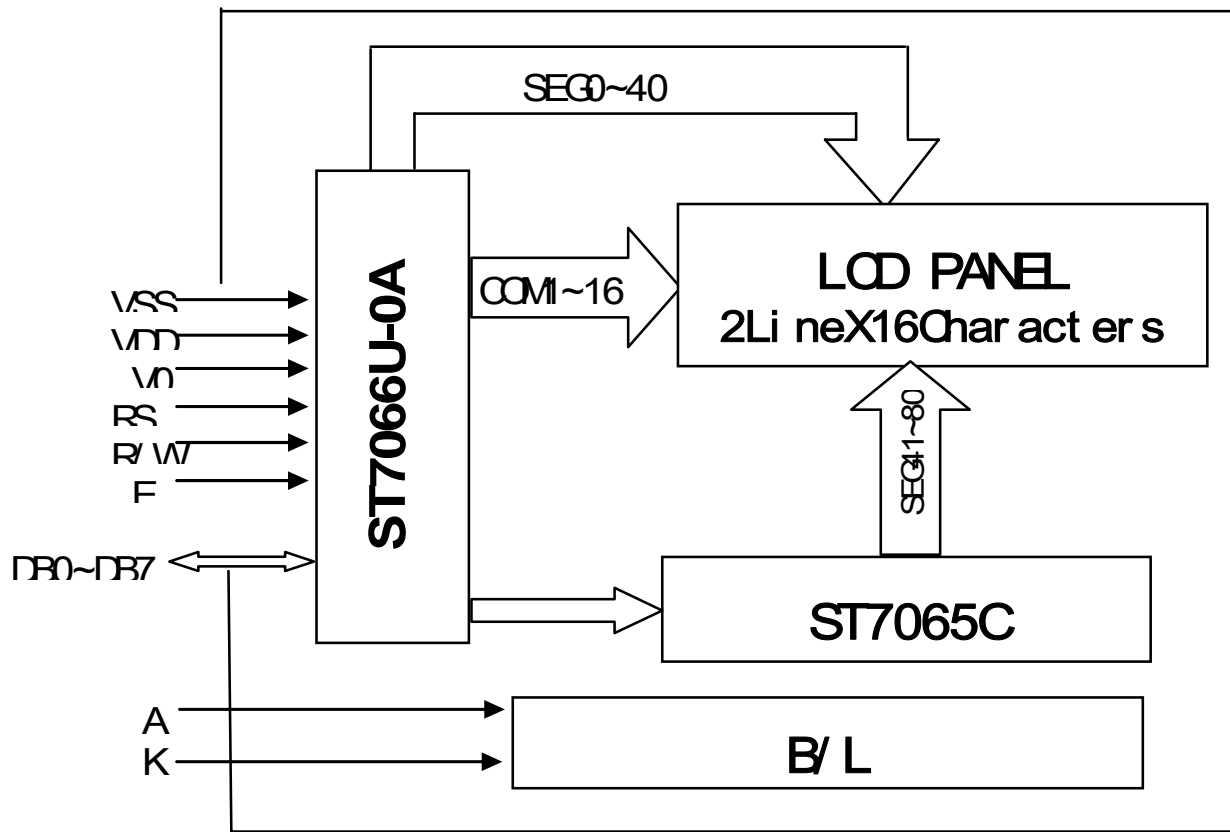 SEG0~40
LCD PANEL
2LineX16Characters
COM1~16
ST7066U-0A
VSS
VDD
V0
RS
R/W
E
DB0~DB7
SEG41~80
ST7065C
A
K
B/L